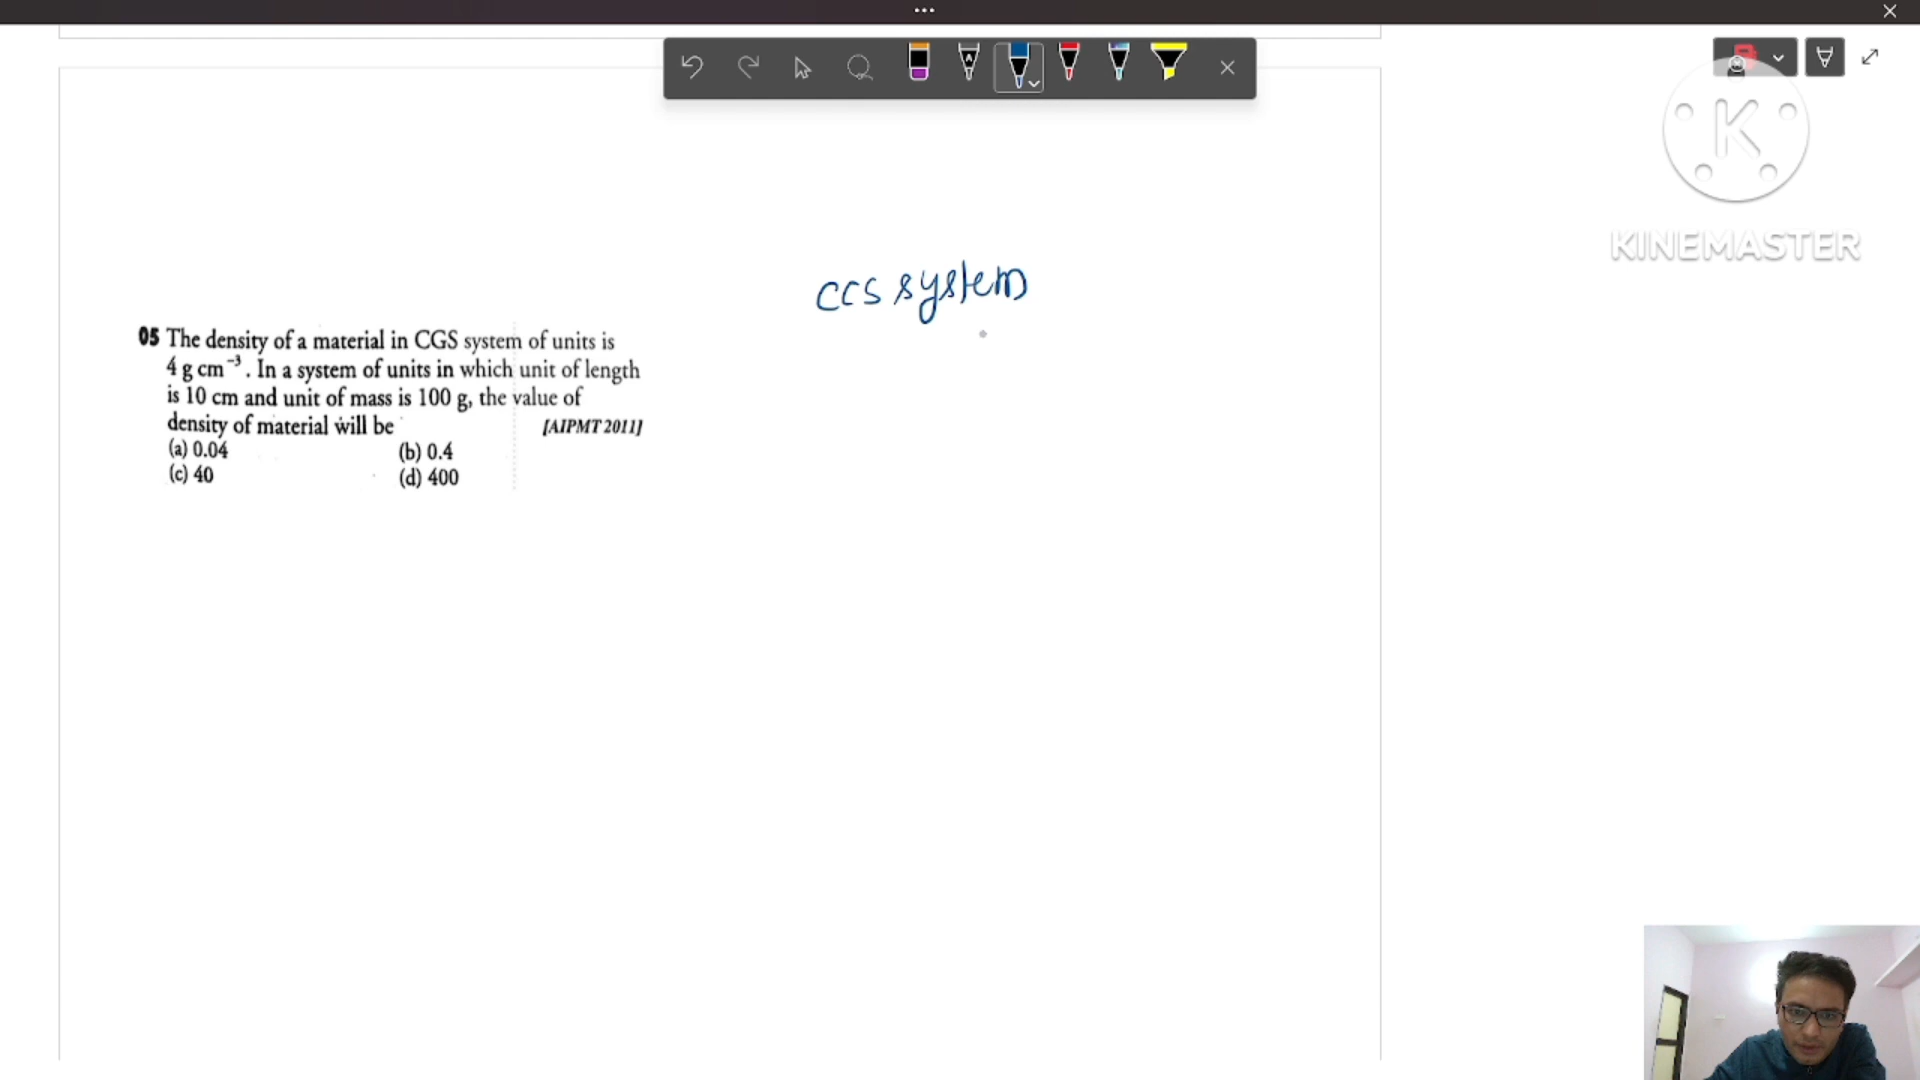 KINEMASTER
CCS system
05 The density of a material in CGS system of units is
4 g cm⁻³. In a system of units in which unit of length
is 10 cm and unit of mass is 100 g, the value of
density of material will be [AIPMT 2011]
(a) 0.04 (b) 0.4
(c) 40 (d) 400